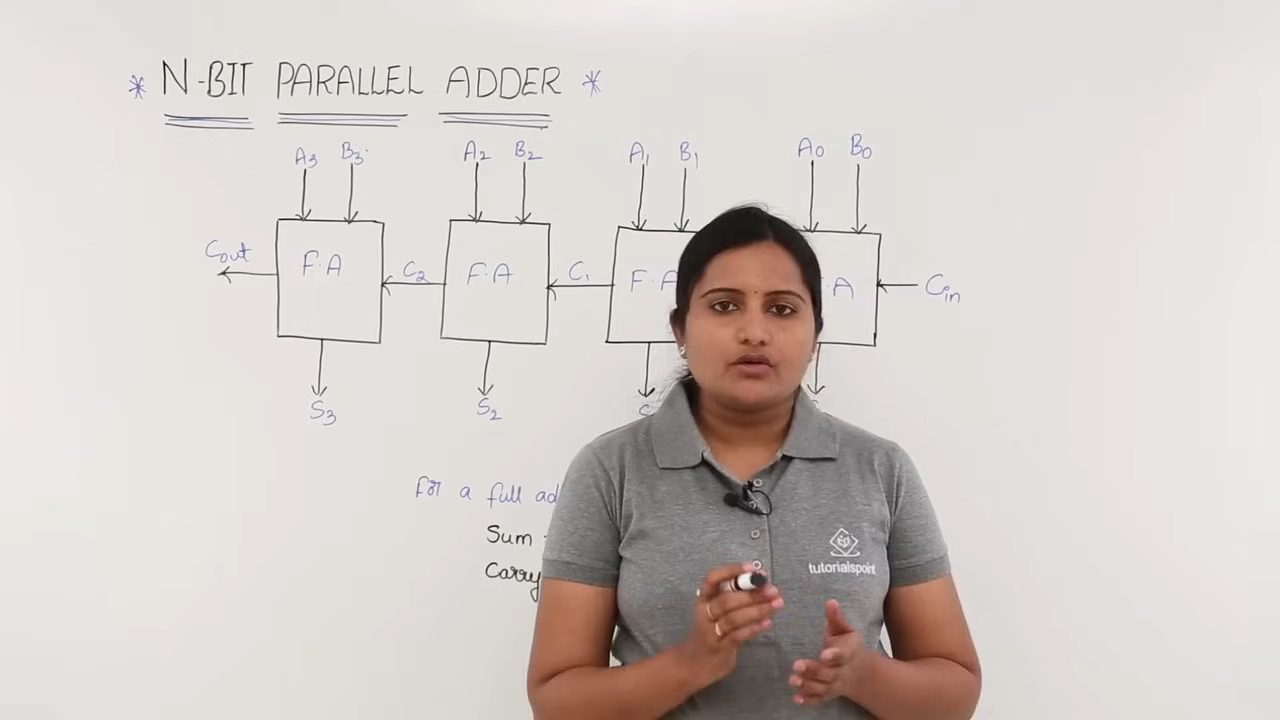 * N-BIT PARALLEL ADDER *
A3 B3 A2 B2 A1 B1 A0 B0
Cout F.A C2 F.A C1 F.A .A Cin
S3 S2
For a full ad
Sum
Carry
tutorialspoint